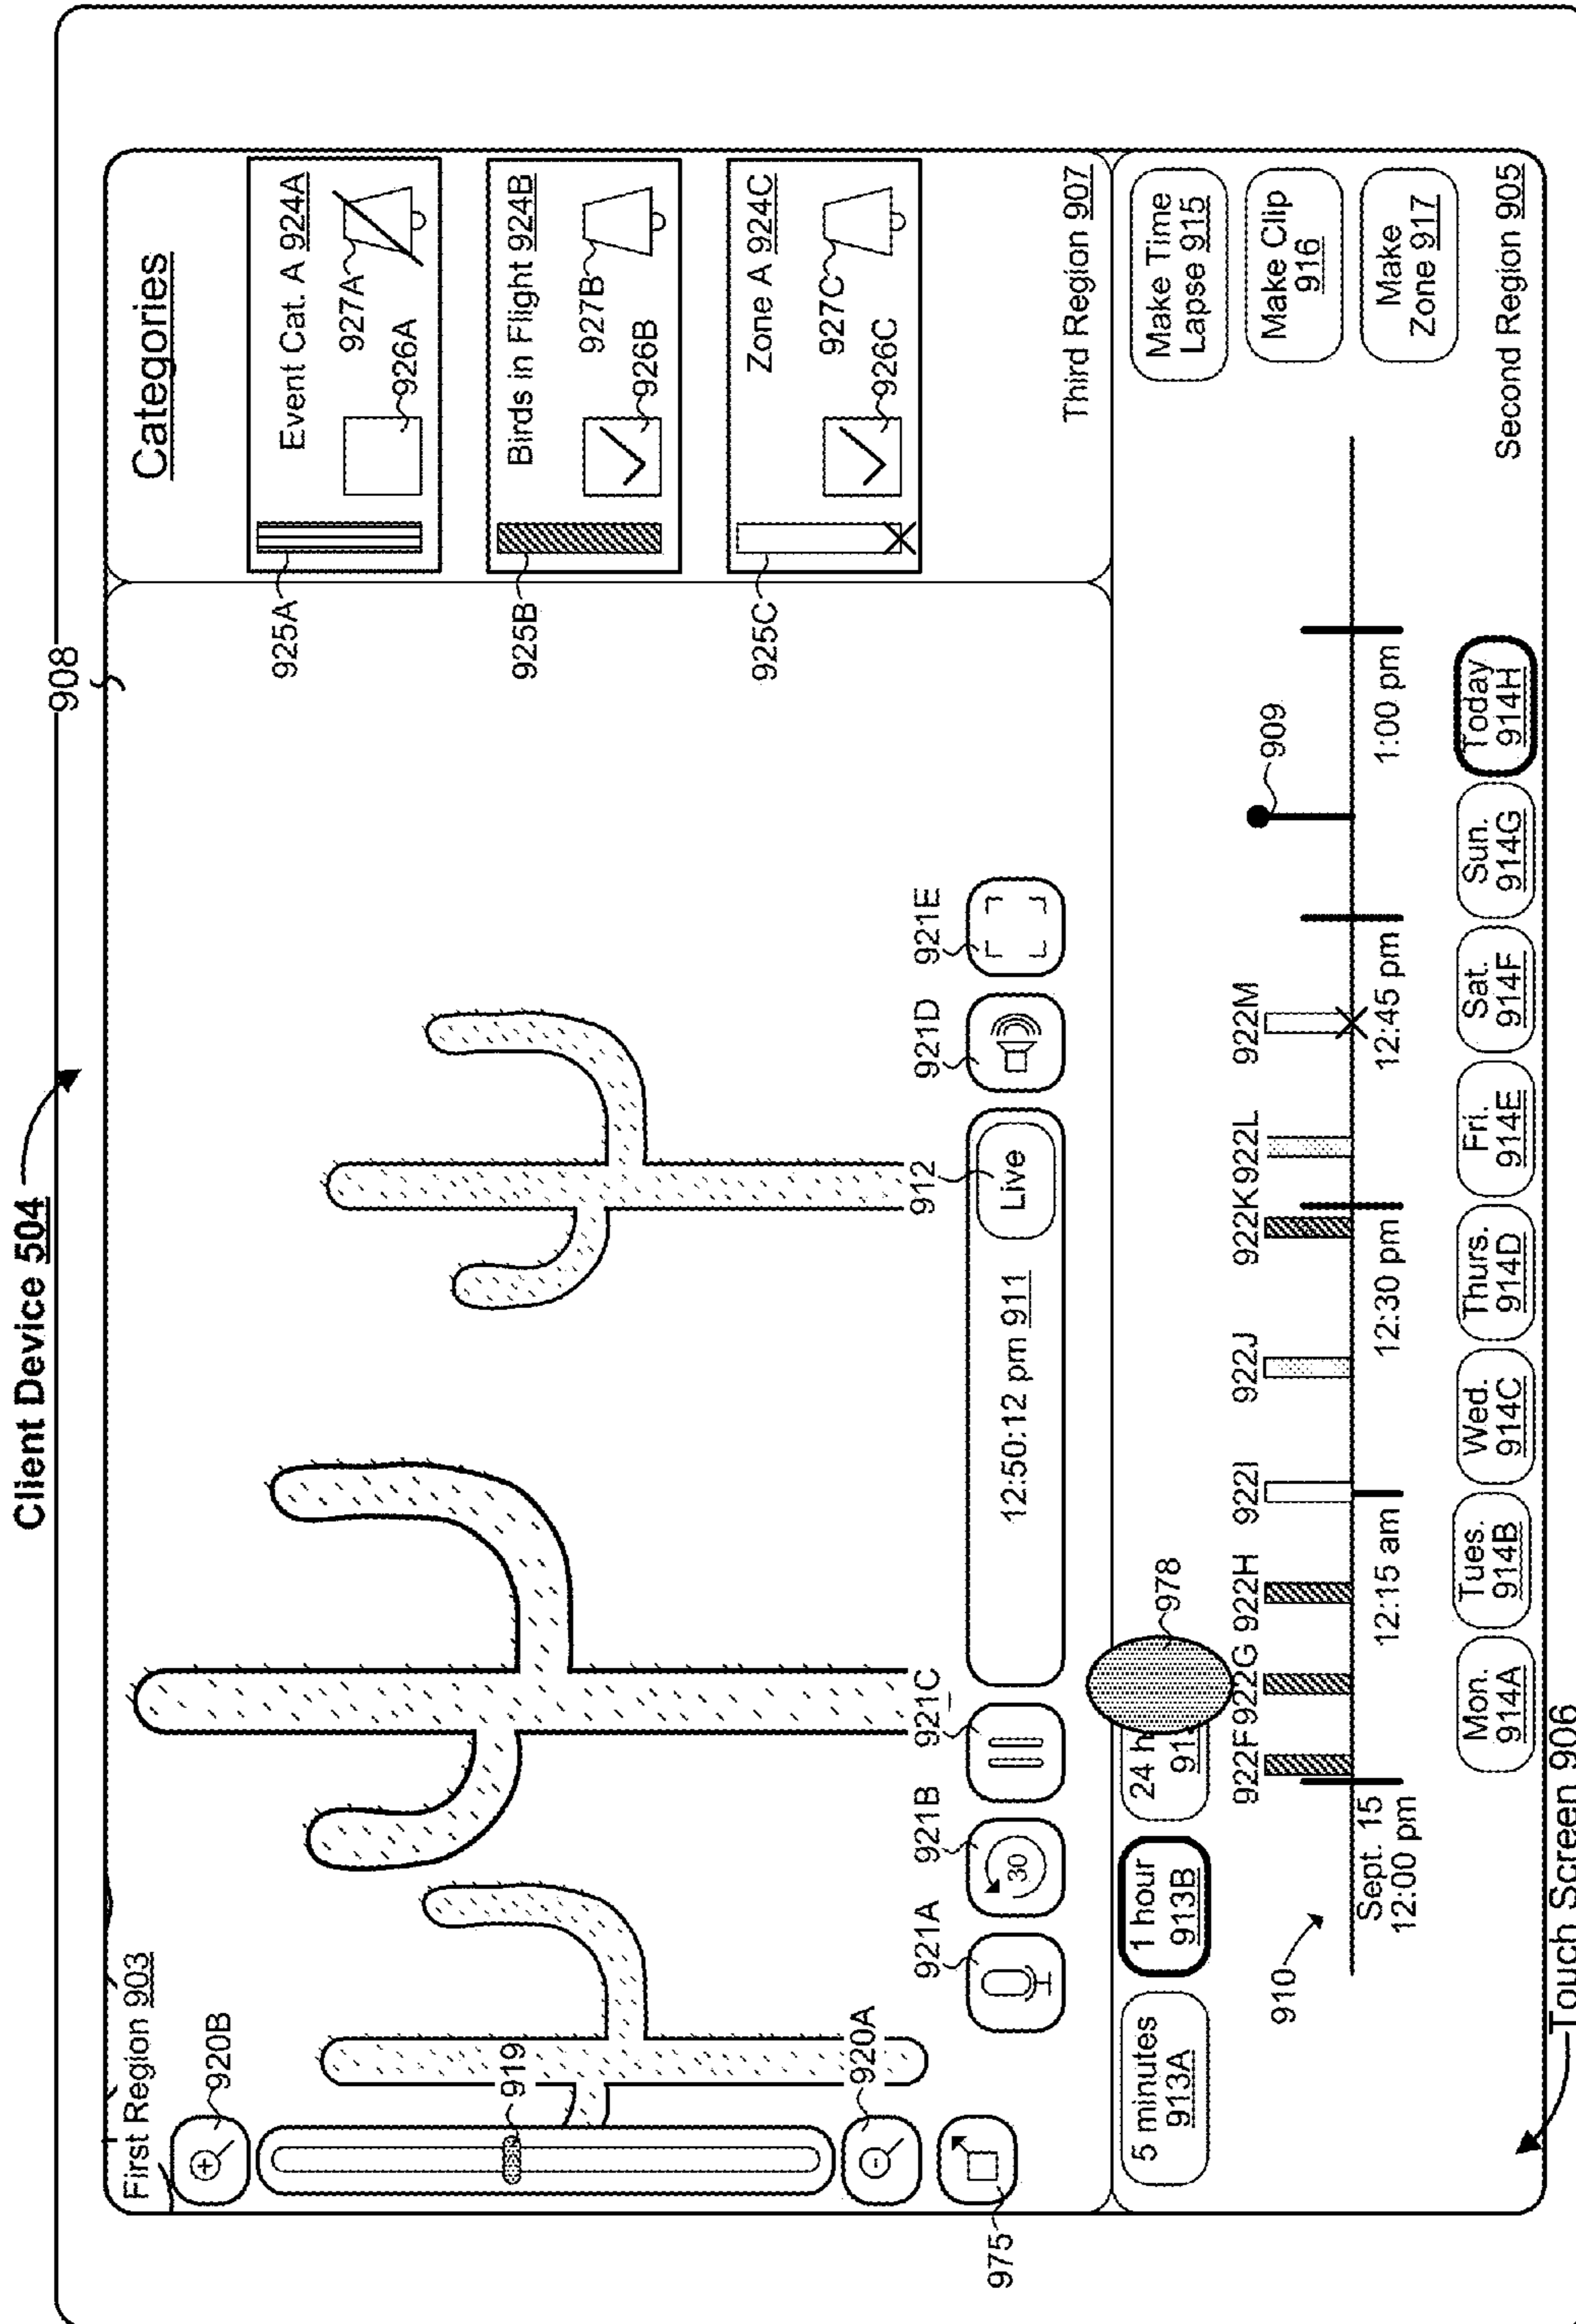 Client Device 504
908
First Region 903
920B
919
920A
975
921A
921B
30
921C
12:50:12 pm 911
912
Live
921D
921E
Categories
925A
Event Cat. A 924A
926A
927A
925B
Birds in Flight 924B
926B
927B
925C
Zone A 924C
926C
927C
Third Region 907
5 minutes
913A
1 hour
913B
24 h
978
910
922F
922G
922H
922I
922J
922K
922L
922M
909
Sept. 15
12:00 pm
12:15 am
12:30 pm
12:45 pm
1:00 pm
Make Time
Lapse 915
Make Clip
916
Make
Zone 917
Mon.
914A
Tues.
914B
Wed.
914C
Thurs.
914D
Fri.
914E
Sat.
914F
Sun.
914G
Today
914H
Second Region 905
Touch Screen 906